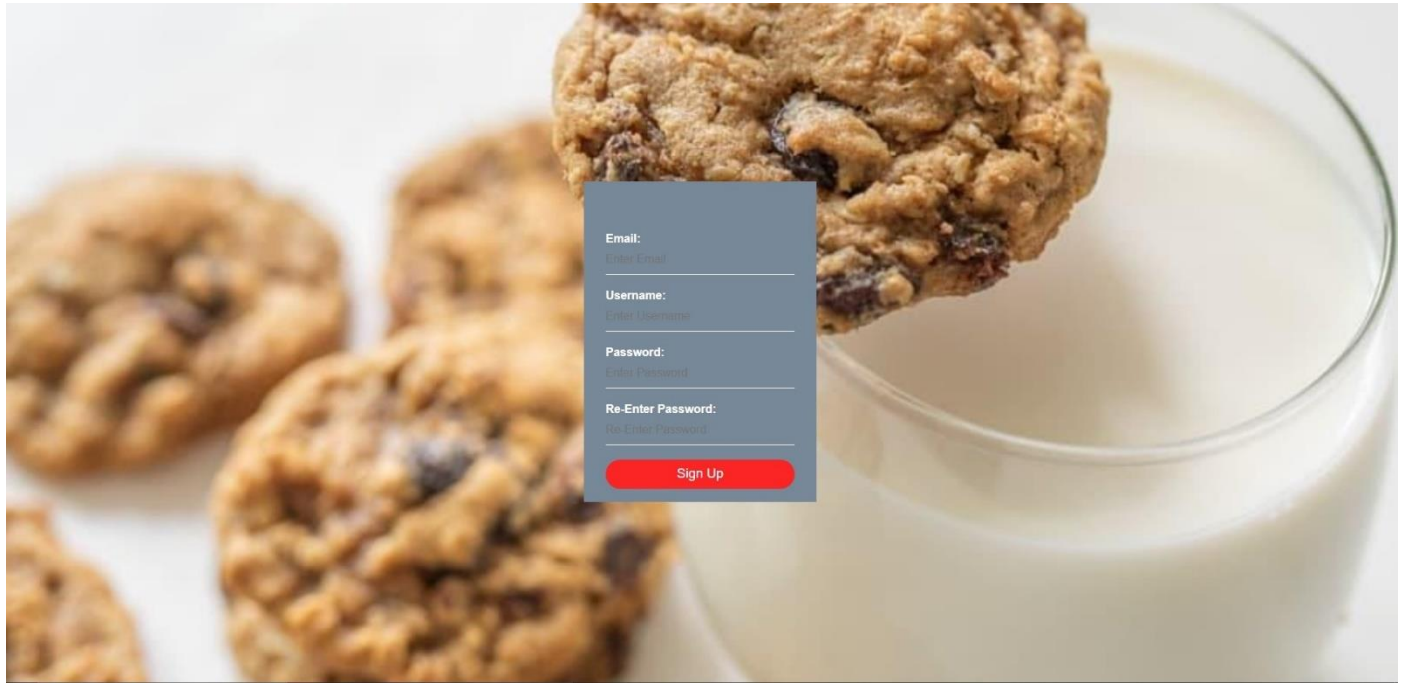 Email:
Enter Email
Username:
Enter Username
Password:
Enter Password
Re-Enter Password:
Re-Enter Password
Sign Up